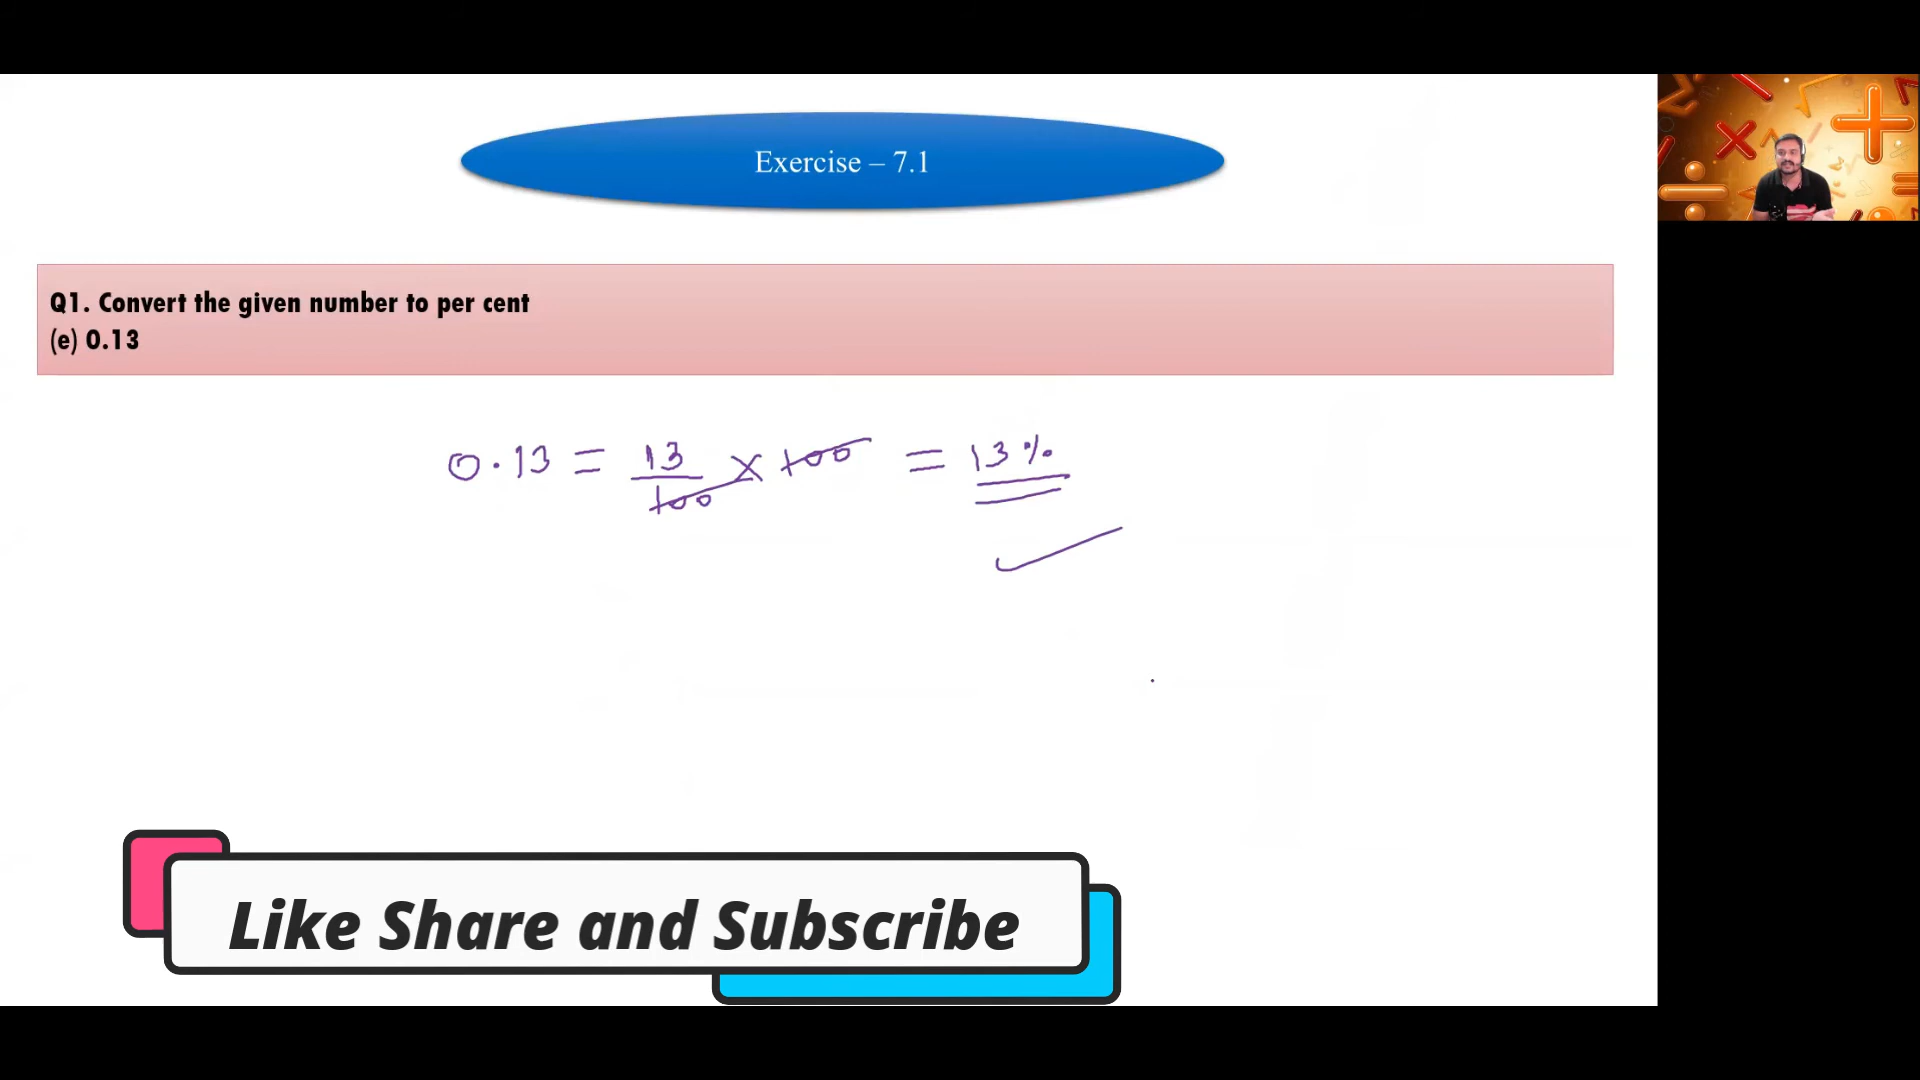 Exercise – 7.1
Q1. Convert the given number to per cent
(e) 0.13
0.13 = 13/100 × 100 = 13%
Like Share and Subscribe